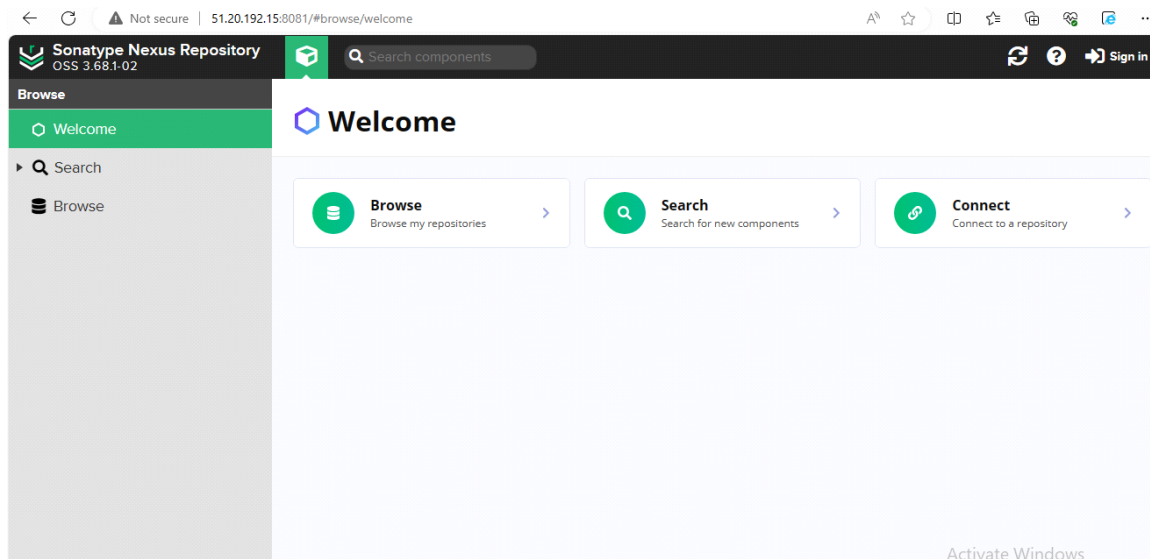 Not secure 51.20.192.15:8081/#browse/welcome
Sonatype Nexus Repository
OSS 3.68.1-02
Search components
Sign in
Browse
Welcome
Search
Browse
Welcome
Browse
Browse my repositories
Search
Search for new components
Connect
Connect to a repository
Activate Windows